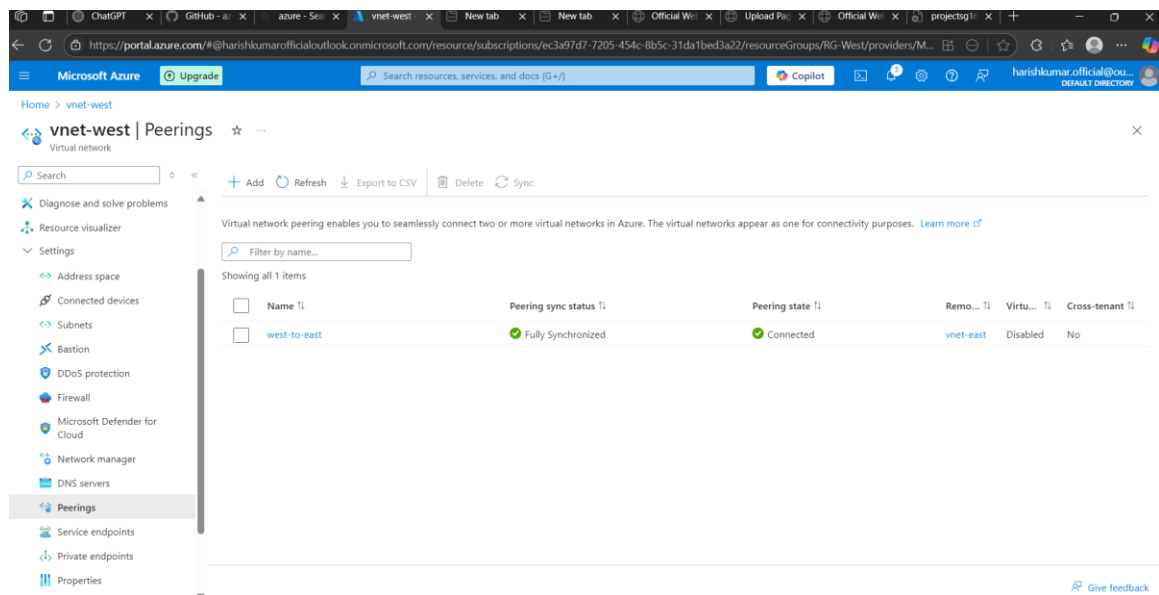 ChatGPT
GitHub - az
azure - Sear
vnet-west -
New tab
New tab
Official We
Upload Pag
Official We
projectsg1
https://portal.azure.com/#@harishkumarofficialoutlook.onmicrosoft.com/resource/subscriptions/ec3a97d7-7205-454c-8b5c-31da1bed3a22/resourceGroups/RG-West/providers/M...
Microsoft Azure
Upgrade
Search resources, services, and docs (G+/)
Copilot
harishkumar.official@ou...
DEFAULT DIRECTORY
Home > vnet-west
vnet-west | Peerings
Virtual network
Search
Add Refresh Export to CSV Delete Sync
Diagnose and solve problems
Resource visualizer
Settings
Address space
Connected devices
Subnets
Bastion
DDoS protection
Firewall
Microsoft Defender for
Cloud
Network manager
DNS servers
Peerings
Service endpoints
Private endpoints
Properties
Virtual network peering enables you to seamlessly connect two or more virtual networks in Azure. The virtual networks appear as one for connectivity purposes. Learn more
Filter by name...
Showing all 1 items
Name Peering sync status Peering state Remo... Virtu... Cross-tenant
west-to-east Fully Synchronized Connected vnet-east Disabled No
Give feedback